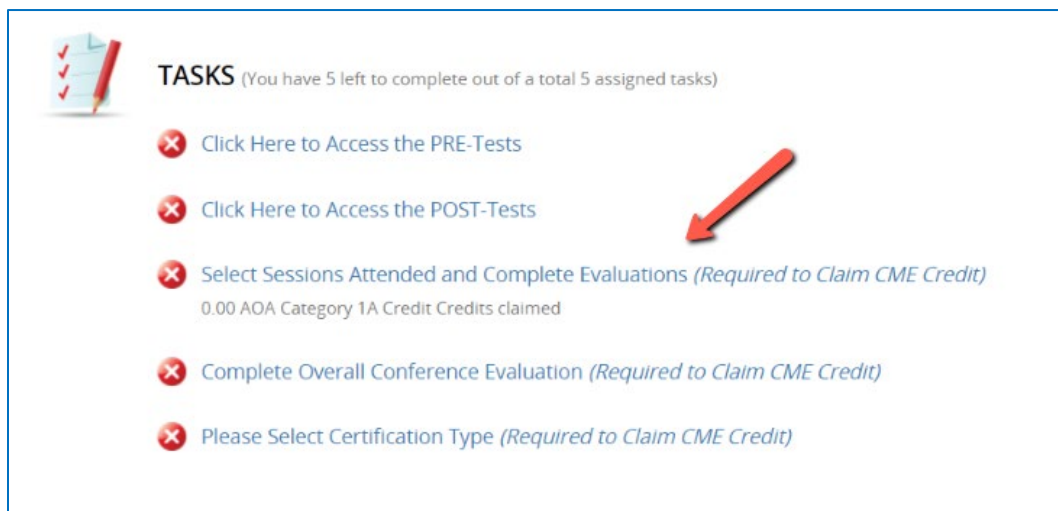 TASKS (You have 5 left to complete out of a total 5 assigned tasks)
Click Here to Access the PRE-Tests
Click Here to Access the POST-Tests
Select Sessions Attended and Complete Evaluations (Required to Claim CME Credit)
0.00 AOA Category 1A Credit Credits claimed
Complete Overall Conference Evaluation (Required to Claim CME Credit)
Please Select Certification Type (Required to Claim CME Credit)